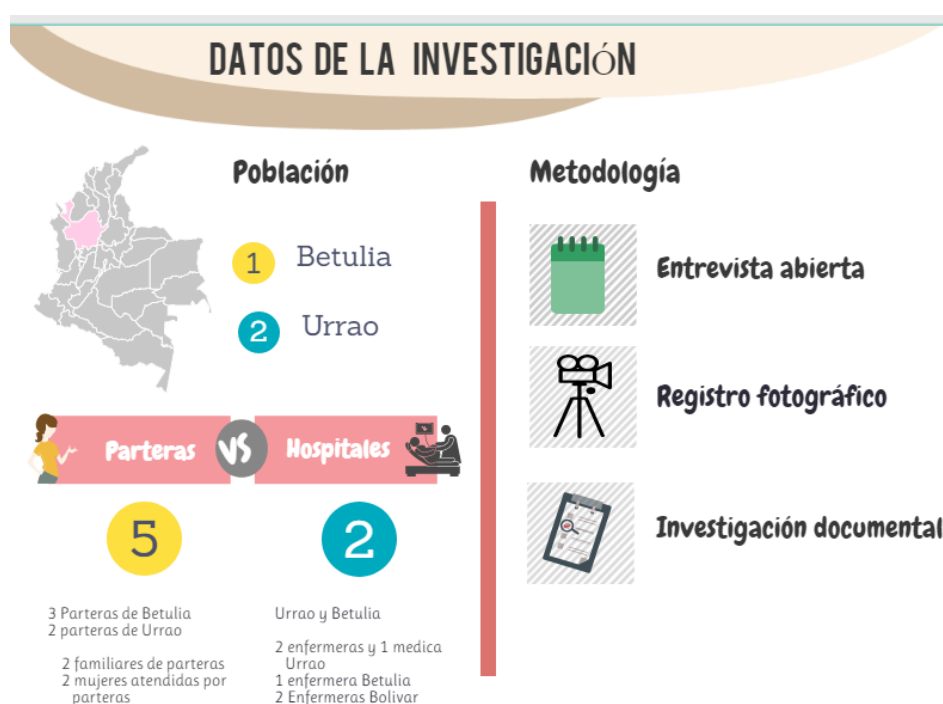 DATOS DE LA INVESTIGACIÓN
Población
1 Betulia
2 Urrao
Parteras VS Hospitales
5
3 Parteras de Betulia
2 parteras de Urrao
2 familiares de parteras
2 mujeres atendidas por
parteras
2
Urrao y Betulia
2 enfermeras y 1 medica
Urrao
1 enfermera Betulia
2 Enfermeras Bolivar
Metodología
Entrevista abierta
Registro fotográfico
Investigación documental